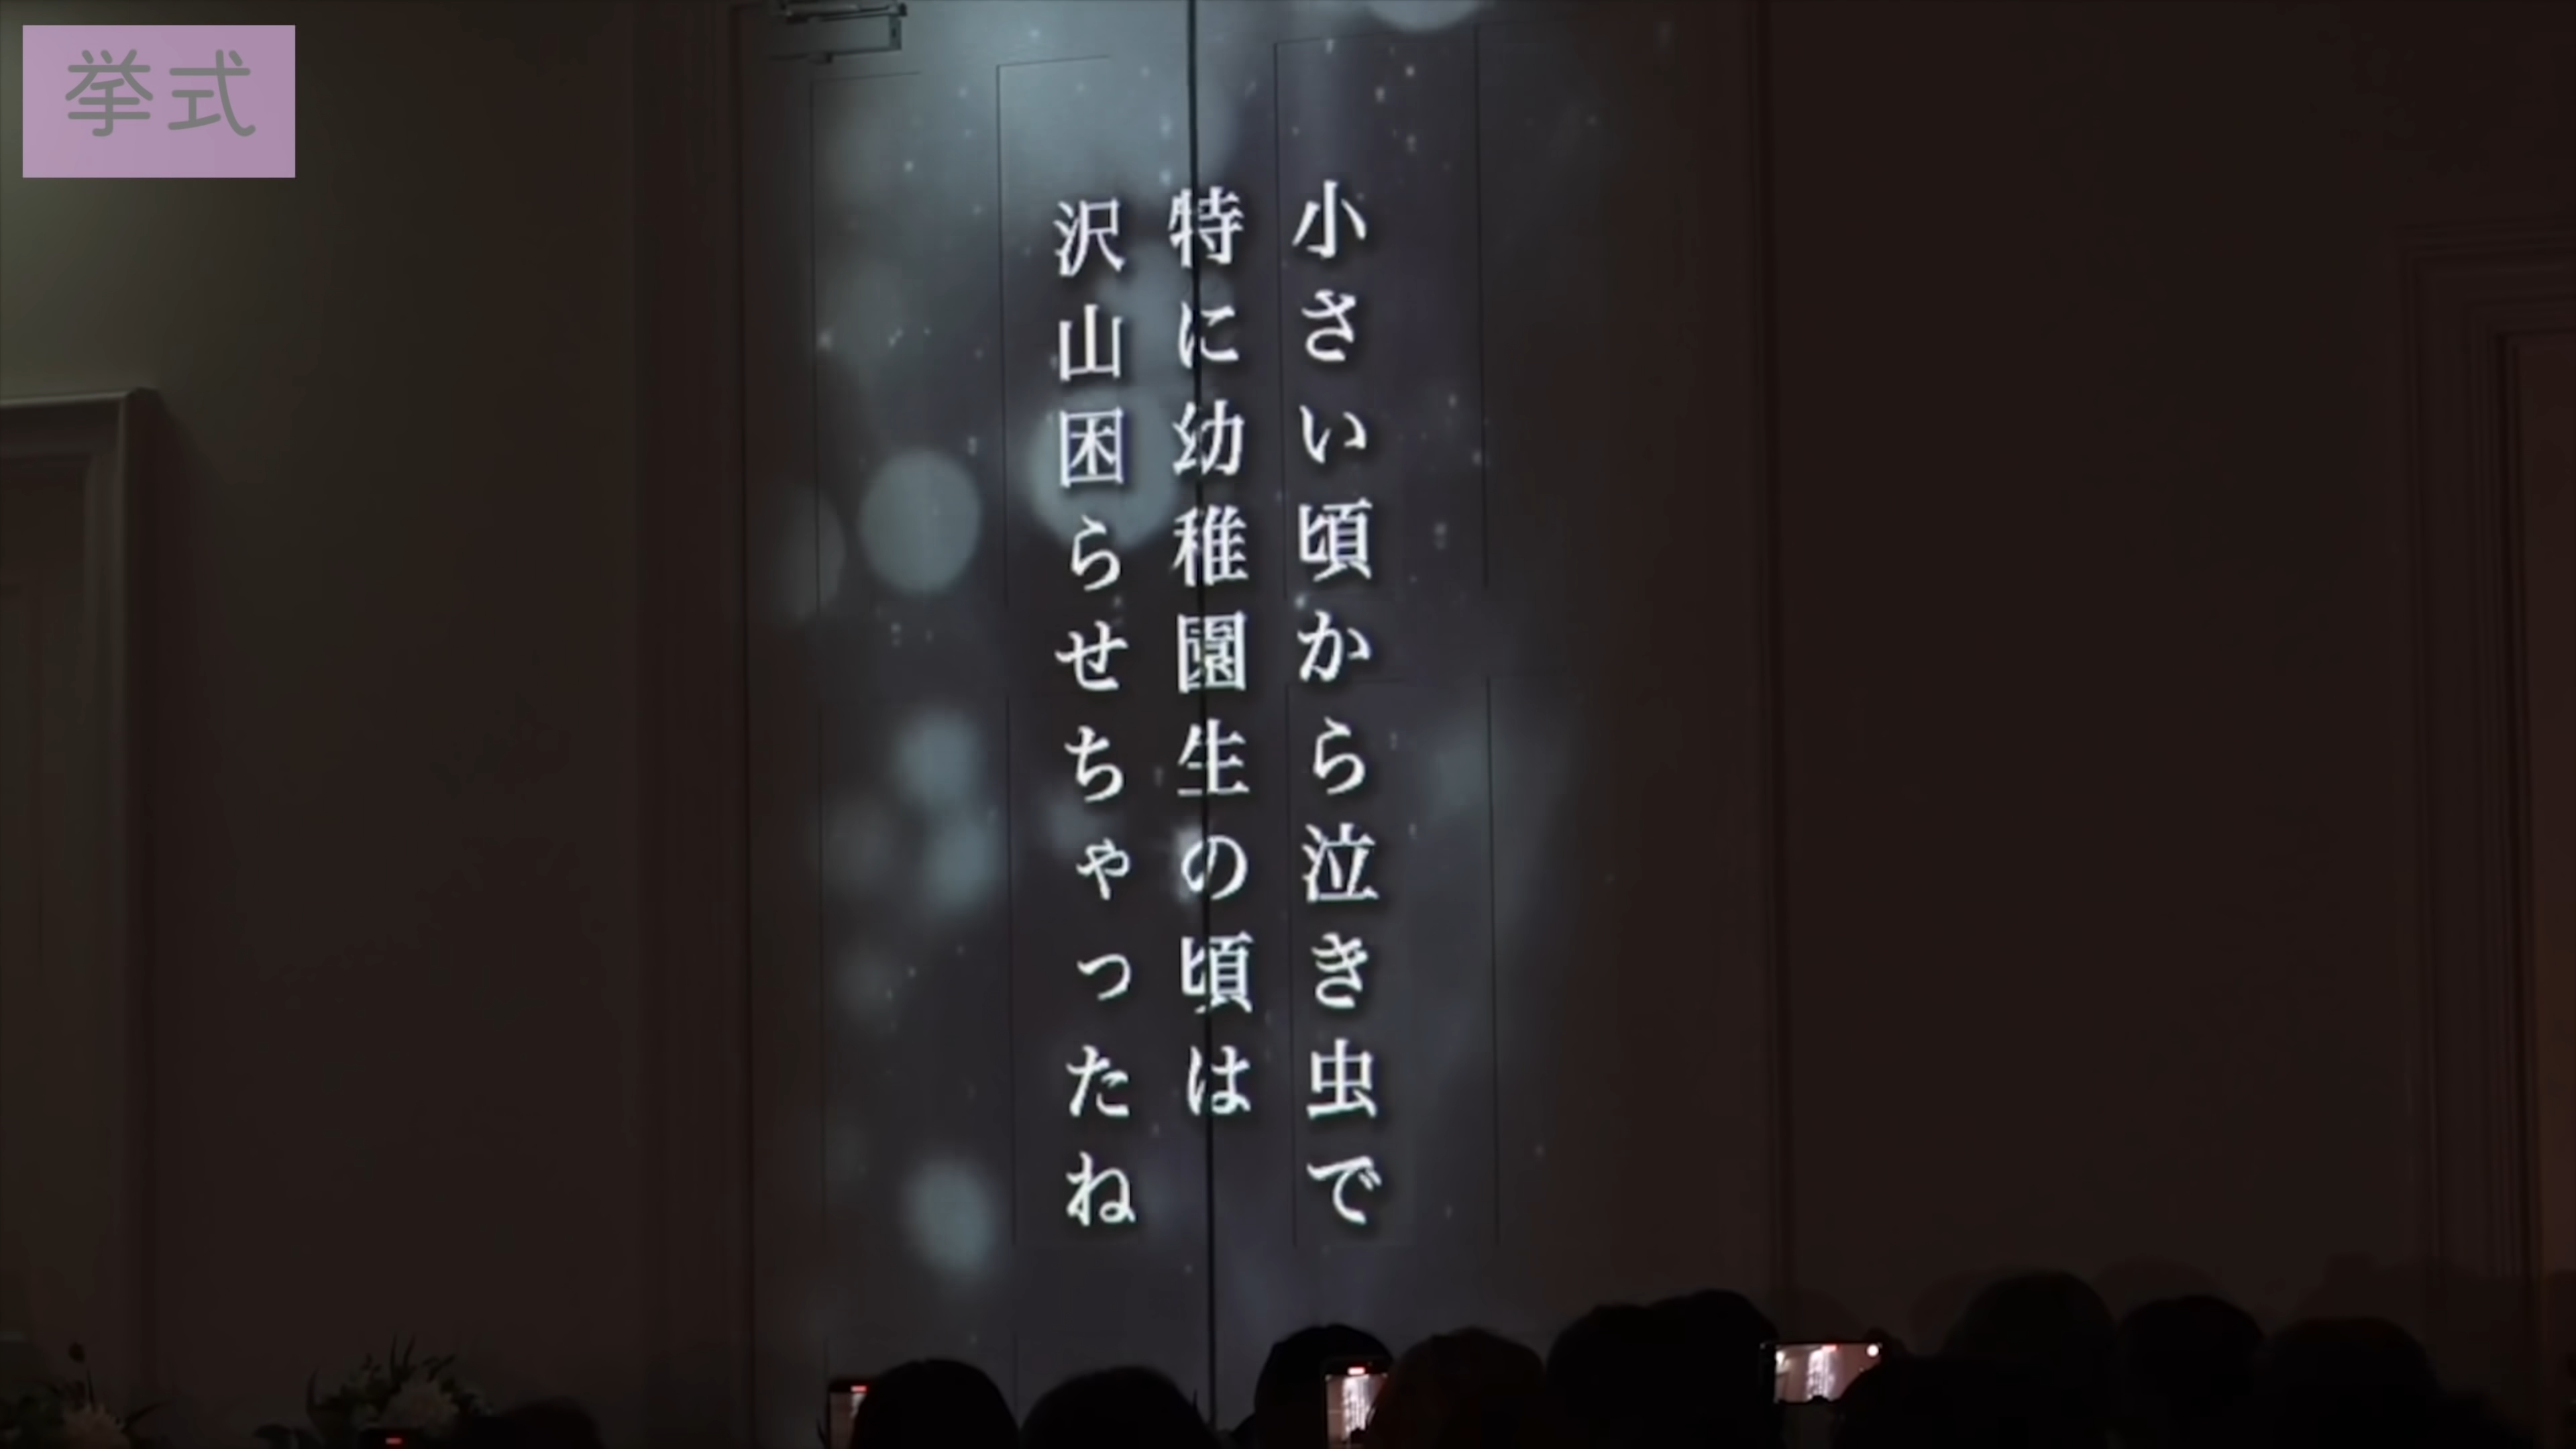 挙式
小さい頃から泣き虫で
特に幼稚園生の頃は
沢山困らせちゃったね